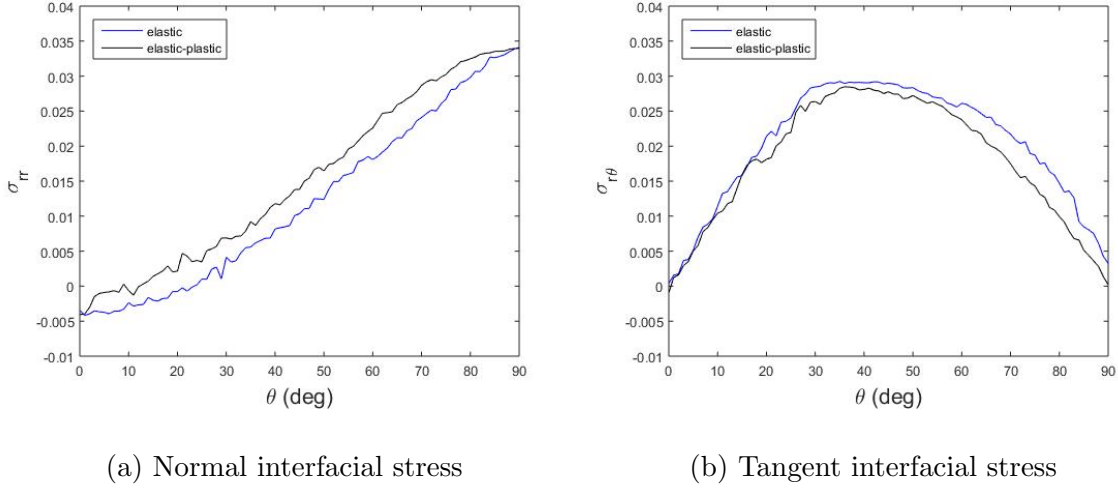 0.04
0.035
0.03
0.025
0.02
0.015
0.01
0.005
0
-0.005
-0.01
σrr
elastic
elastic-plastic
0 10 20 30 40 50 60 70 80 90
θ (deg)
(a) Normal interfacial stress
0.04
0.035
0.03
0.025
0.02
0.015
0.01
0.005
0
-0.005
-0.01
σrθ
elastic
elastic-plastic
0 10 20 30 40 50 60 70 80 90
θ (deg)
(b) Tangent interfacial stress